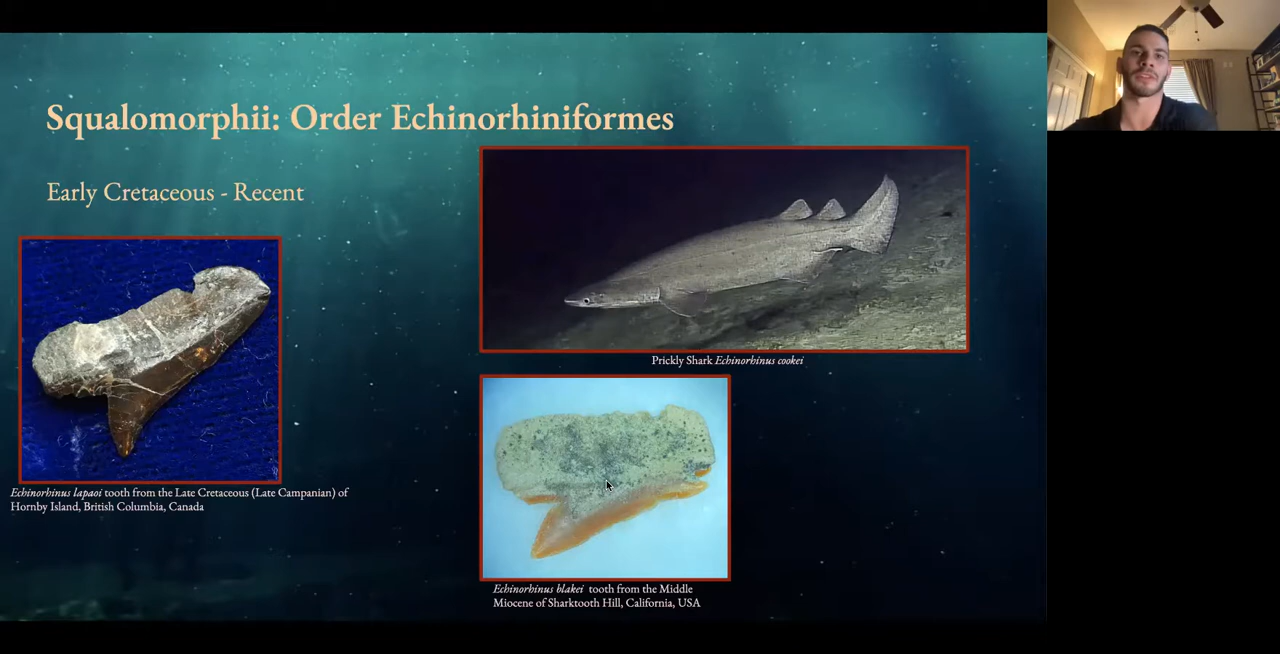 Squalomorphii: Order Echinorhiniformes
Early Cretaceous - Recent
Prickly Shark Echinorhinus cookei
Echinorhinus lapaoi tooth from the Late Cretaceous (Late Campanian) of
Hornby Island, British Columbia, Canada
Echinorhinus blakei tooth from the Middle
Miocene of Sharktooth Hill, California, USA